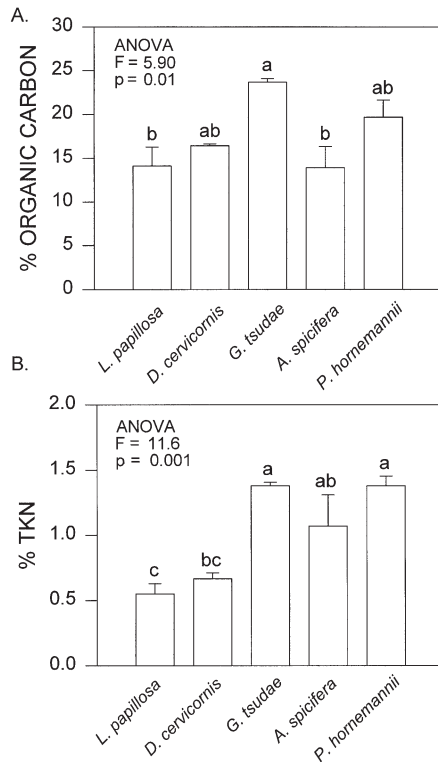 A.
% ORGANIC CARBON
30
25
20
15
10
5
0
ANOVA
F = 5.90
p = 0.01
b
ab
a
b
ab
L. papillosa
D. cervicornis
G. tsudae
A. spicifera
P. hornemannii
B.
% TKN
2.0
1.5
1.0
0.5
0.0
ANOVA
F = 11.6
p = 0.001
c
bc
a
ab
a
L. papillosa
D. cervicornis
G. tsudae
A. spicifera
P. hornemannii